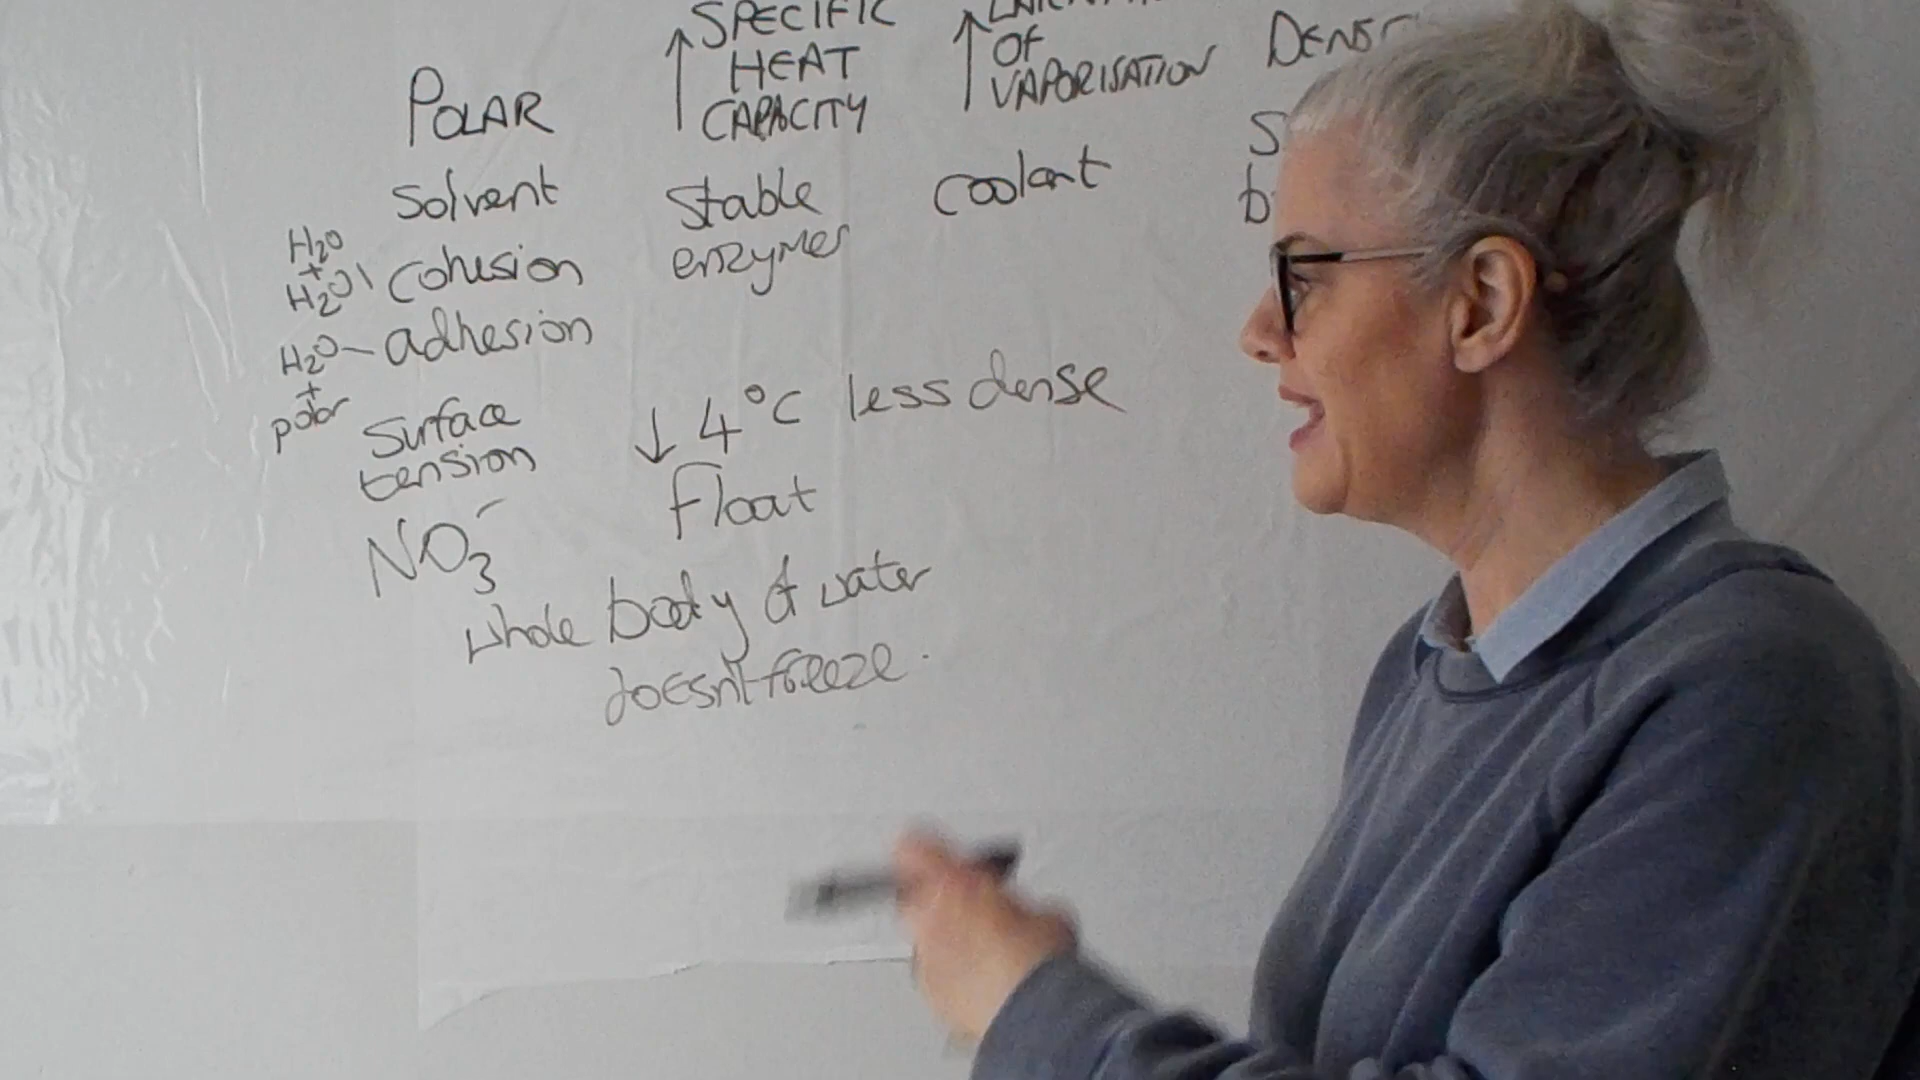 POLAR
Solvent
H2O
+
H2O \ cohesion
H2O - adhesion
+
polar
Surface
tension
NO3-
↑ SPECIFIC
HEAT
CAPACITY
Stable
enzymes
↑
OF
VAPORISATION
coolant
↓ 4°C less dense
float
whole body of water
doesn't freeze.